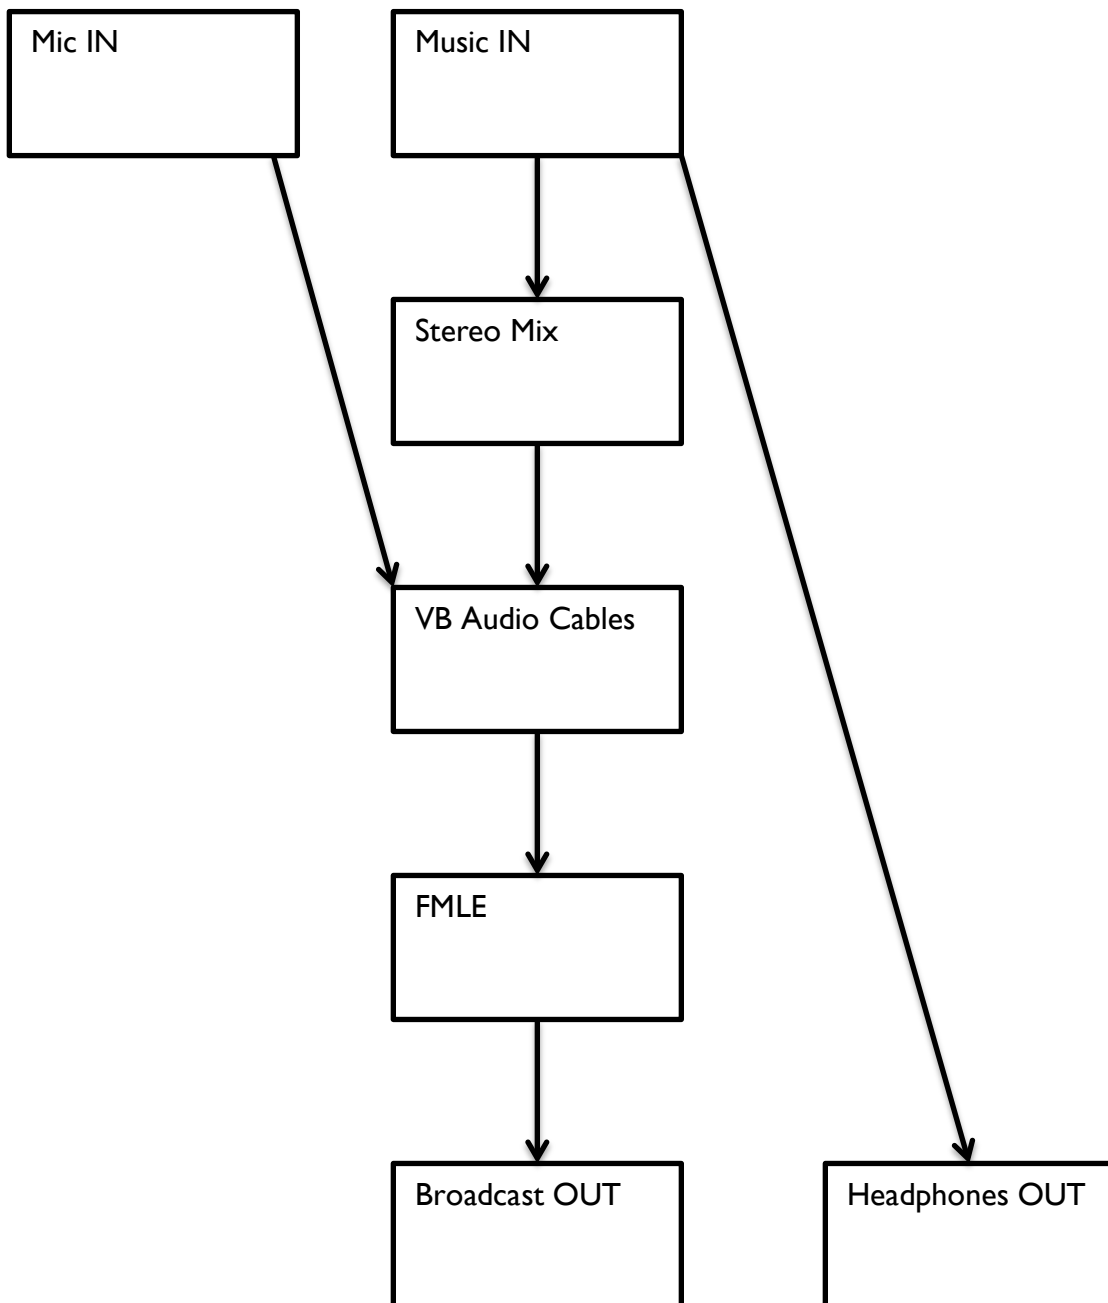 Mic IN
Music IN
Stereo Mix
VB Audio Cables
FMLE
Broadcast OUT
Headphones OUT